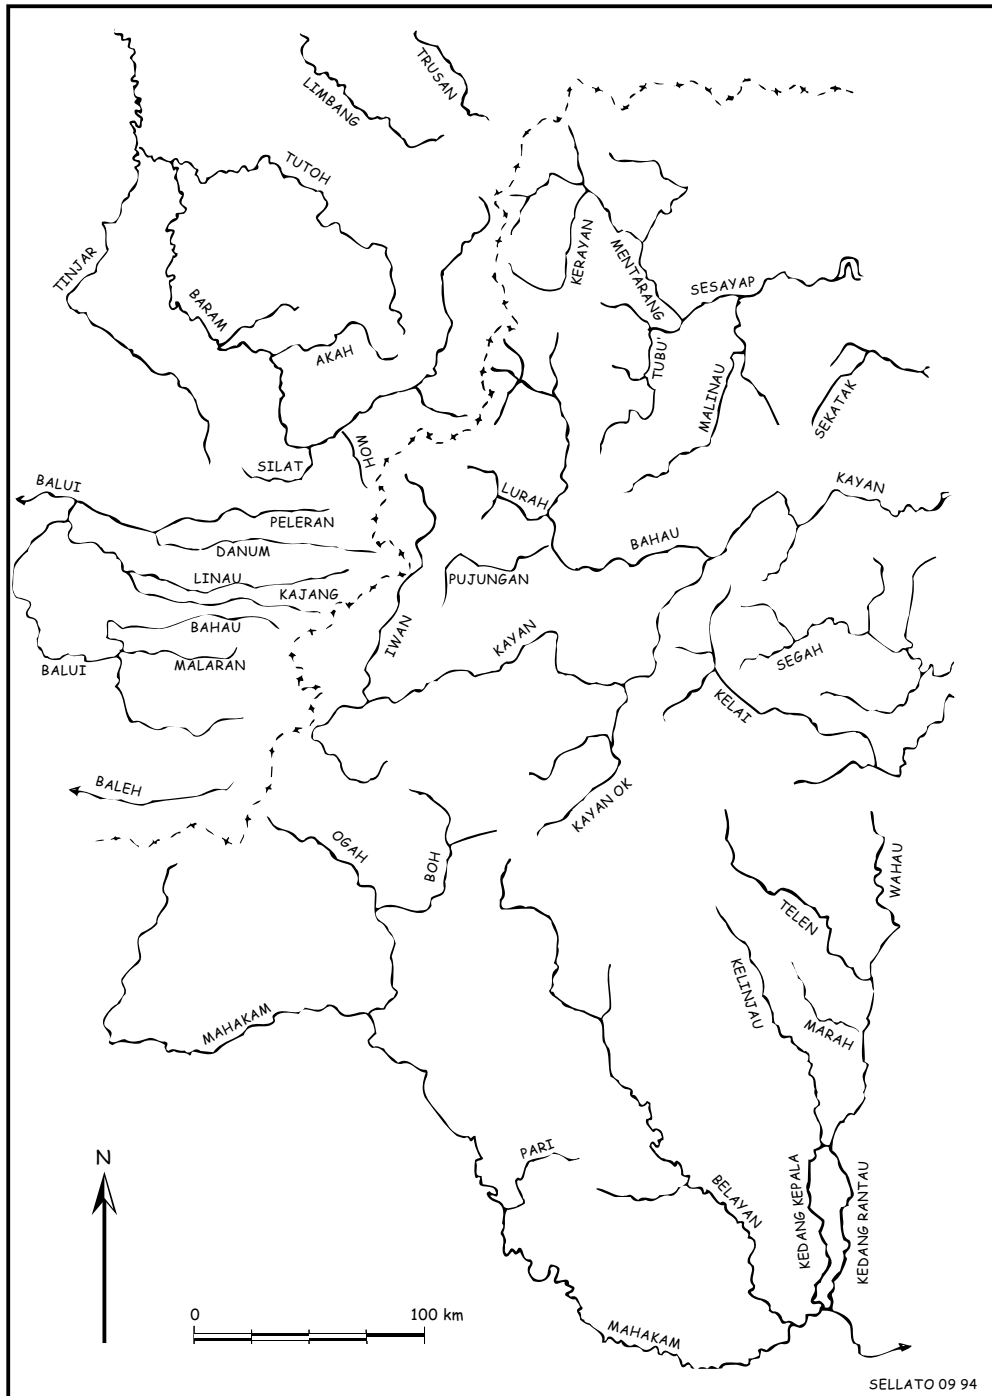 TRUSAN
LIMBANG
TUTOH
KERAYAN
MENTARANG
TINJAR
SESAYAP
BARAM
AKAH
TUBU'
MALINAU
SEKATAK
MOH
SILAT
BALUI
LURAH
KAYAN
PELERAN
DANUM
BAHAU
LINAU
PUJUNGAN
KAJANG
BAHAU
IWAN
KAYAN
BALUI
MALARAN
SEGAH
KELAI
BALEH
KAYAN OK
OGAH
BOH
WAHAU
TELEN
KELINJAU
MAHAKAM
MARAH
N
PARI
BELAYAN
KEDANG KEPALA
KEDANG RANTAU
0
100 km
MAHAKAM
SELLATO 09 94